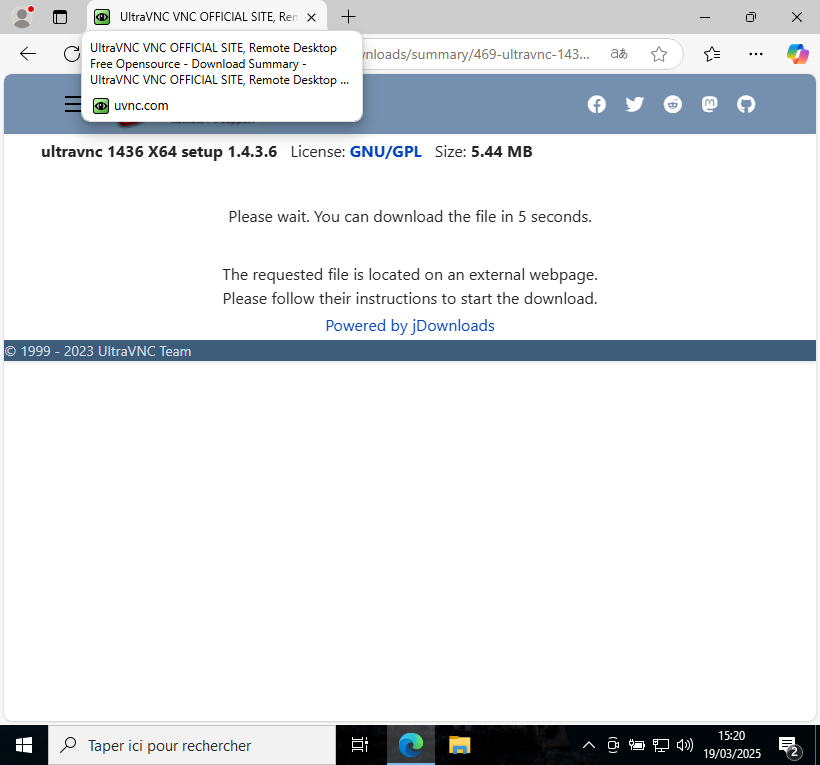 UltraVNC VNC OFFICIAL SITE, Ren
UltraVNC VNC OFFICIAL SITE, Remote Desktop
Free Opensource - Download Summary -
UltraVNC VNC OFFICIAL SITE, Remote Desktop ...
uvnc.com
nloads/summary/469-ultravnc-143...
aあ
ultravnc 1436 X64 setup 1.4.3.6 License: GNU/GPL Size: 5.44 MB
Please wait. You can download the file in 5 seconds.
The requested file is located on an external webpage.
Please follow their instructions to start the download.
Powered by jDownloads
© 1999 - 2023 UltraVNC Team
Taper ici pour rechercher
15:20
19/03/2025
2